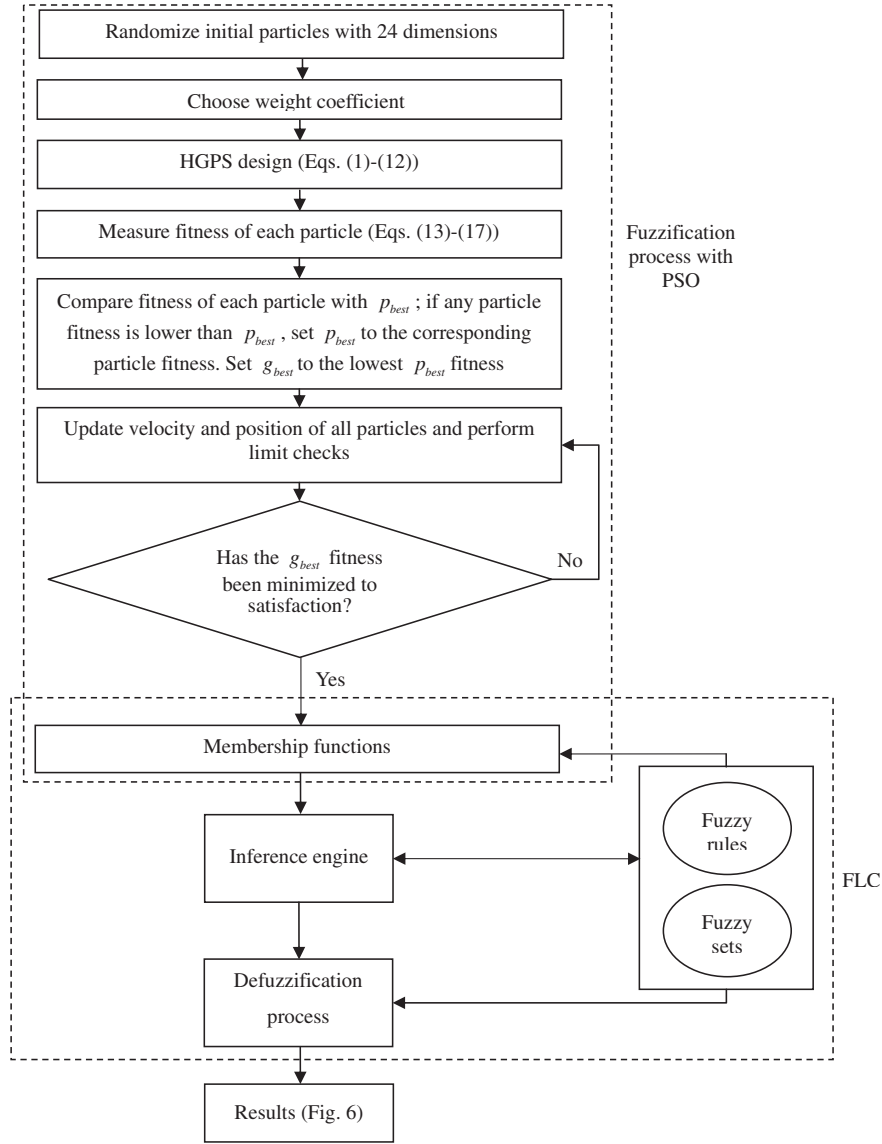 Randomize initial particles with 24 dimensions
Choose weight coefficient
HGPS design (Eqs. (1)-(12))
Measure fitness of each particle (Eqs. (13)-(17))
Compare fitness of each particle with p_best ; if any particle
fitness is lower than p_best , set p_best to the corresponding
particle fitness. Set g_best to the lowest p_best fitness
Update velocity and position of all particles and perform
limit checks
Has the g_best fitness
been minimized to
satisfaction?
No
Yes
Fuzzification
process with
PSO
Membership functions
Inference engine
Fuzzy
rules
Fuzzy
sets
FLC
Defuzzification
process
Results (Fig. 6)